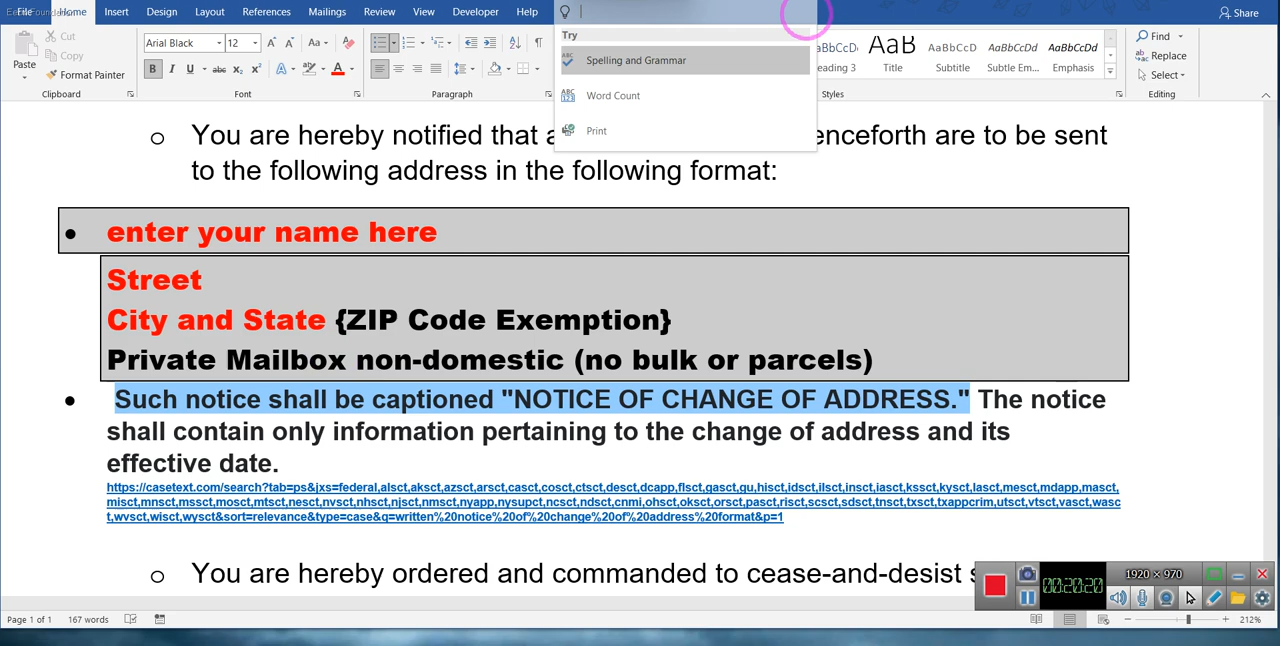 File Home Insert Design Layout References Mailings Review View Developer Help Share
Try
Spelling and Grammar
Word Count
Print
Paste
Cut
Copy
Format Painter
Clipboard
Arial Black 12
Font
Paragraph
AaBbCcD AaBbCcDd AaBbCcDd
Title Subtitle Subtle Em... Emphasis
Styles
Find
Replace
Select
Editing
o You are hereby notified that a enceforth are to be sent
to the following address in the following format:
• enter your name here
Street
City and State {ZIP Code Exemption}
Private Mailbox non-domestic (no bulk or parcels)
• Such notice shall be captioned "NOTICE OF CHANGE OF ADDRESS." The notice
shall contain only information pertaining to the change of address and its
effective date.
https://casetext.com/search?tab=ps&jxs=federal,alsct,aksct,azsct,arsct,casct,cosct,ctsct,desct,dcapp,flsct,gasct,gu,hisct,idsct,ilsct,insct,iasct,kssct,kysct,lasct,mesct,mdapp,masct,
misct,mnsct,mssct,mosct,mtsct,nesct,nvsct,nhsct,njsct,nmsct,nyapp,nysupct,ncsct,ndsct,cnmi,ohsct,oksct,orsct,pasct,risct,scsct,sdsct,tnsct,txsct,txappcrim,utsct,vtsct,vasct,wasc
t,wvsct,wisct,wysct&sort=relevance&type=case&q=written%20notice%20of%20change%20of%20address%20format&p=1
o You are hereby ordered and commanded to cease-and-desist s
1920 × 970
00:20:20
Page 1 of 1 167 words 212%